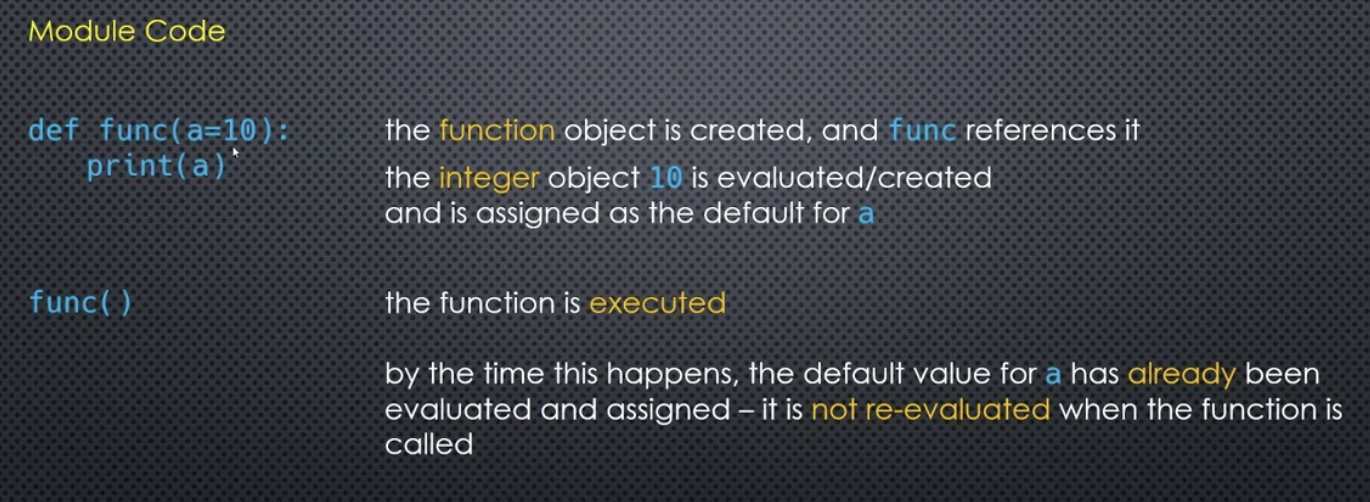 Module Code
def func(a=10):
print(a)
the function object is created, and func references it
the integer object 10 is evaluated/created
and is assigned as the default for a
func()
the function is executed
by the time this happens, the default value for a has already been
evaluated and assigned – it is not re-evaluated when the function is
called